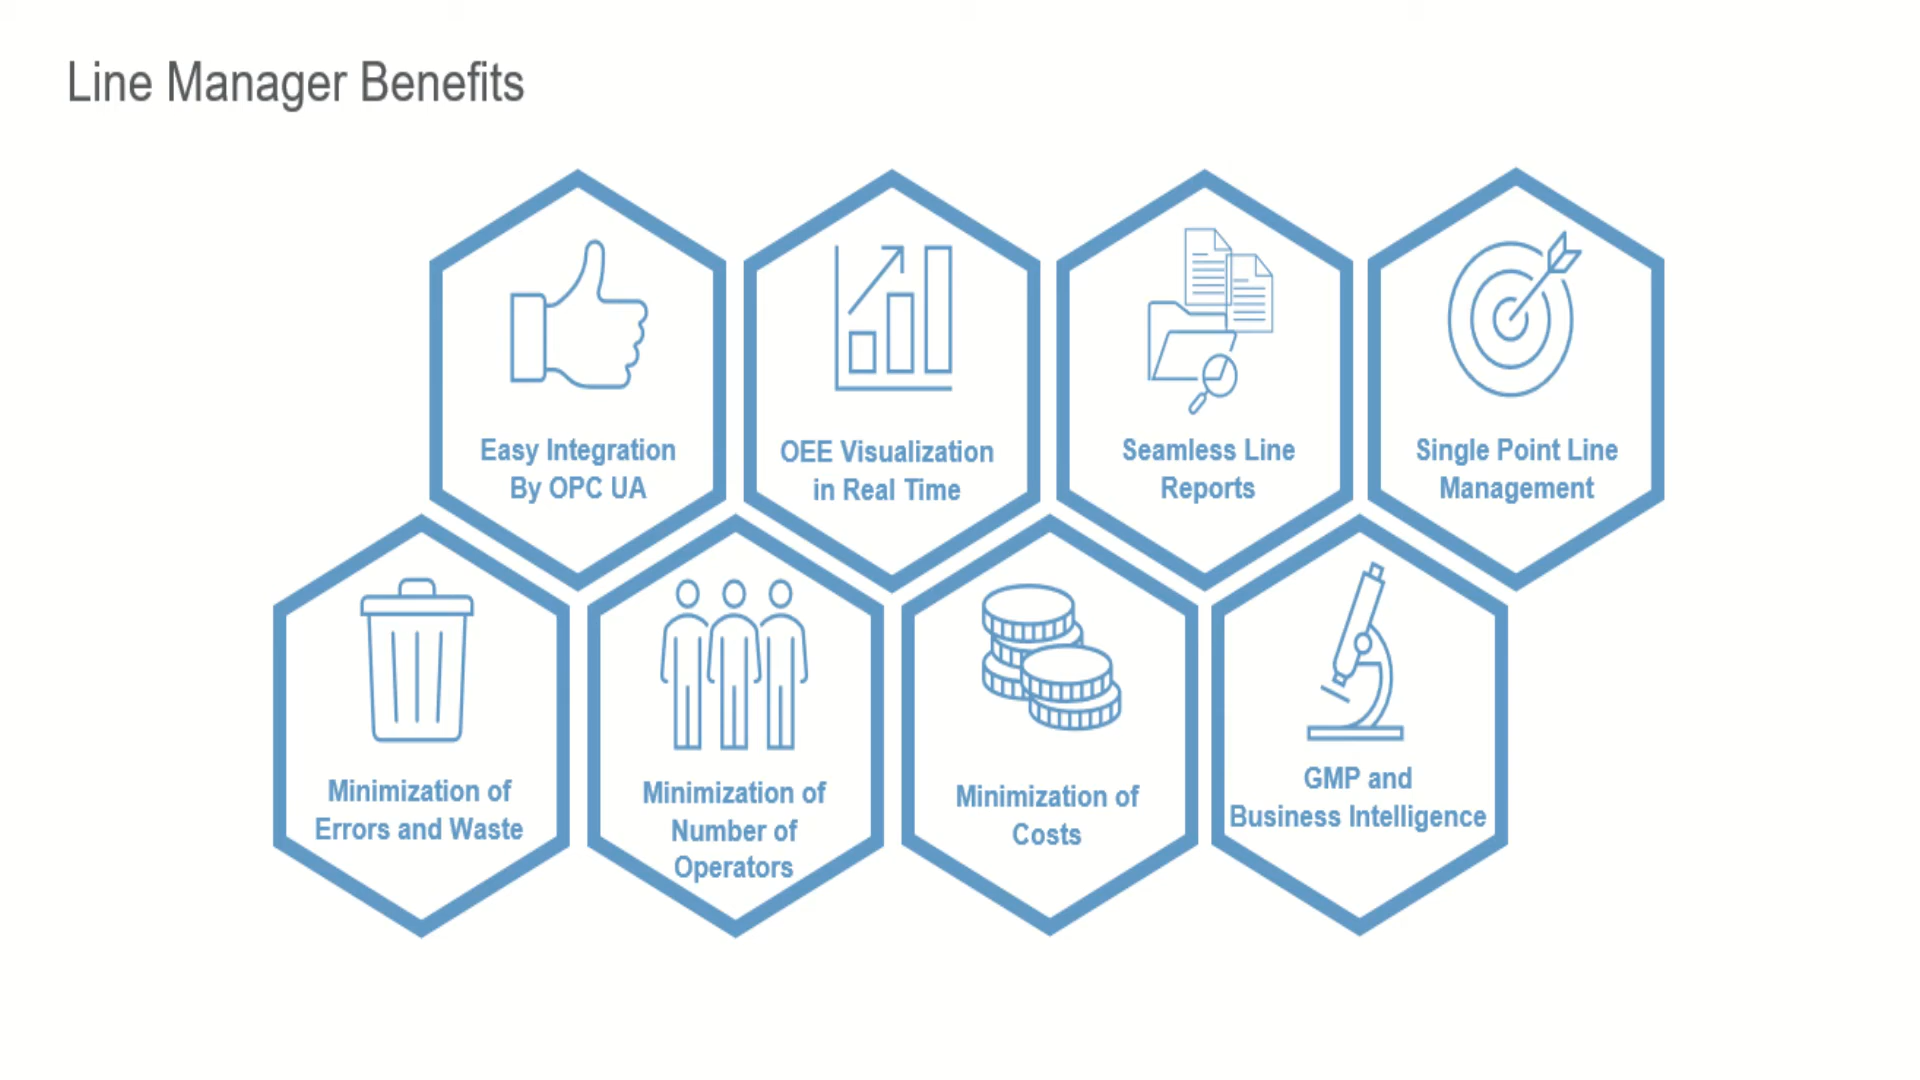 Line Manager Benefits
Easy Integration
By OPC UA
OEE Visualization
in Real Time
Seamless Line
Reports
Single Point Line
Management
Minimization of
Errors and Waste
Minimization of
Number of
Operators
Minimization of
Costs
GMP and
Business Intelligence